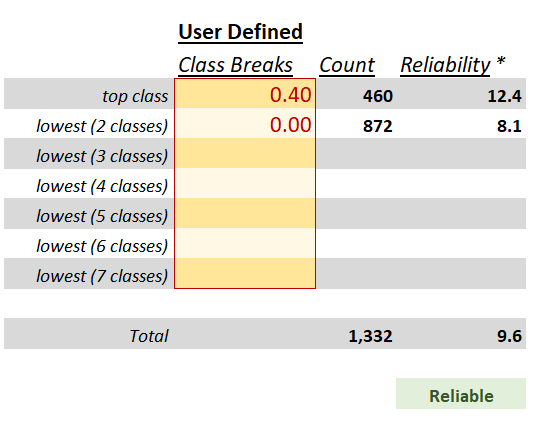 User Defined
Class Breaks Count Reliability *
top class 0.40 460 12.4
lowest (2 classes) 0.00 872 8.1
lowest (3 classes)
lowest (4 classes)
lowest (5 classes)
lowest (6 classes)
lowest (7 classes)
Total 1,332 9.6
Reliable